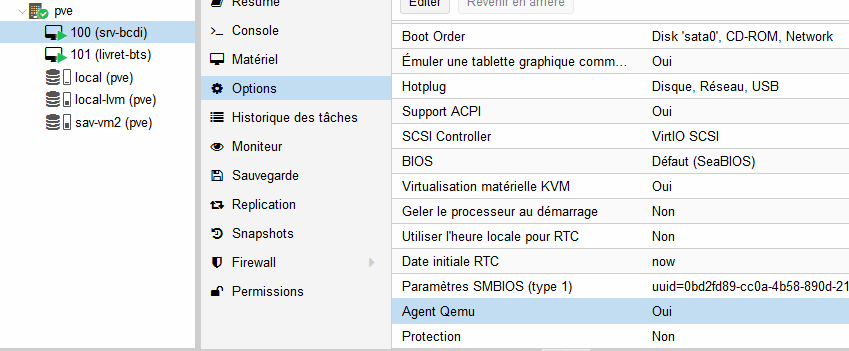 pve
100 (srv-bcdi)
101 (livret-bts)
local (pve)
local-lvm (pve)
sav-vm2 (pve)
Résumé
Console
Matériel
Options
Historique des tâches
Moniteur
Sauvegarde
Replication
Snapshots
Firewall
Permissions
Éditer Revenir en arrière
Boot Order Disk 'sata0', CD-ROM, Network
Émuler une tablette graphique comm... Oui
Hotplug Disque, Réseau, USB
Support ACPI Oui
SCSI Controller VirtIO SCSI
BIOS Défaut (SeaBIOS)
Virtualisation matérielle KVM Oui
Geler le processeur au démarrage Non
Utiliser l'heure locale pour RTC Non
Date initiale RTC now
Paramètres SMBIOS (type 1) uuid=0bd2fd89-cc0a-4b58-890d-21
Agent Qemu Oui
Protection Non